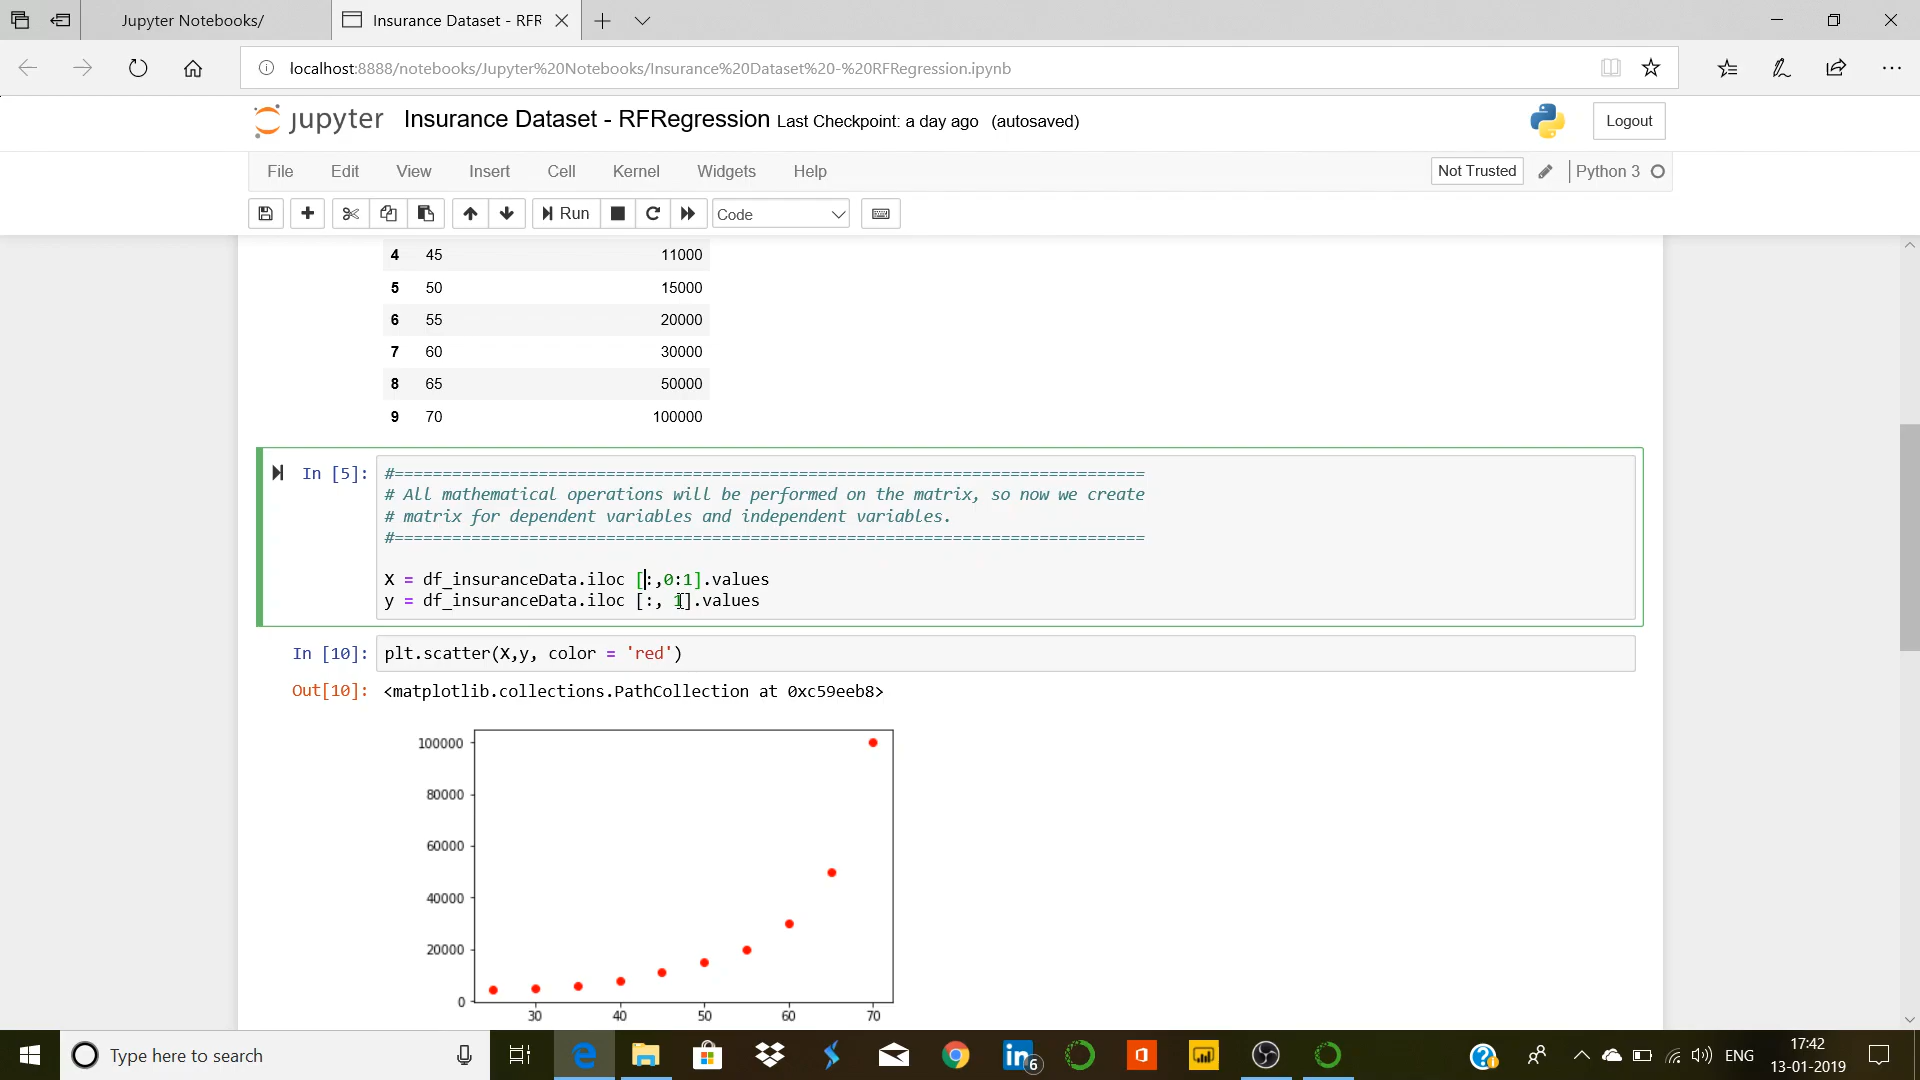 Jupyter Notebooks/
Insurance Dataset - RFR
localhost:8888/notebooks/Jupyter%20Notebooks/Insurance%20Dataset%20-%20RFRegression.ipynb
jupyter Insurance Dataset - RFRegression Last Checkpoint: a day ago (autosaved)
Logout
File Edit View Insert Cell Kernel Widgets Help
Not Trusted
Python 3
Run
Code
4 45 11000
5 50 15000
6 55 20000
7 60 30000
8 65 50000
9 70 100000
In [5]:
#==============================================================================
# All mathematical operations will be performed on the matrix, so now we create
# matrix for dependent variables and independent variables.
#==============================================================================
X = df_insuranceData.iloc [:,0:1].values
y = df_insuranceData.iloc [:, 1].values
In [10]: plt.scatter(X,y, color = 'red')
Out[10]: <matplotlib.collections.PathCollection at 0xc59eeb8>
100000
80000
60000
40000
20000
0
30 40 50 60 70
Type here to search
in 6
ENG
17:42
13-01-2019